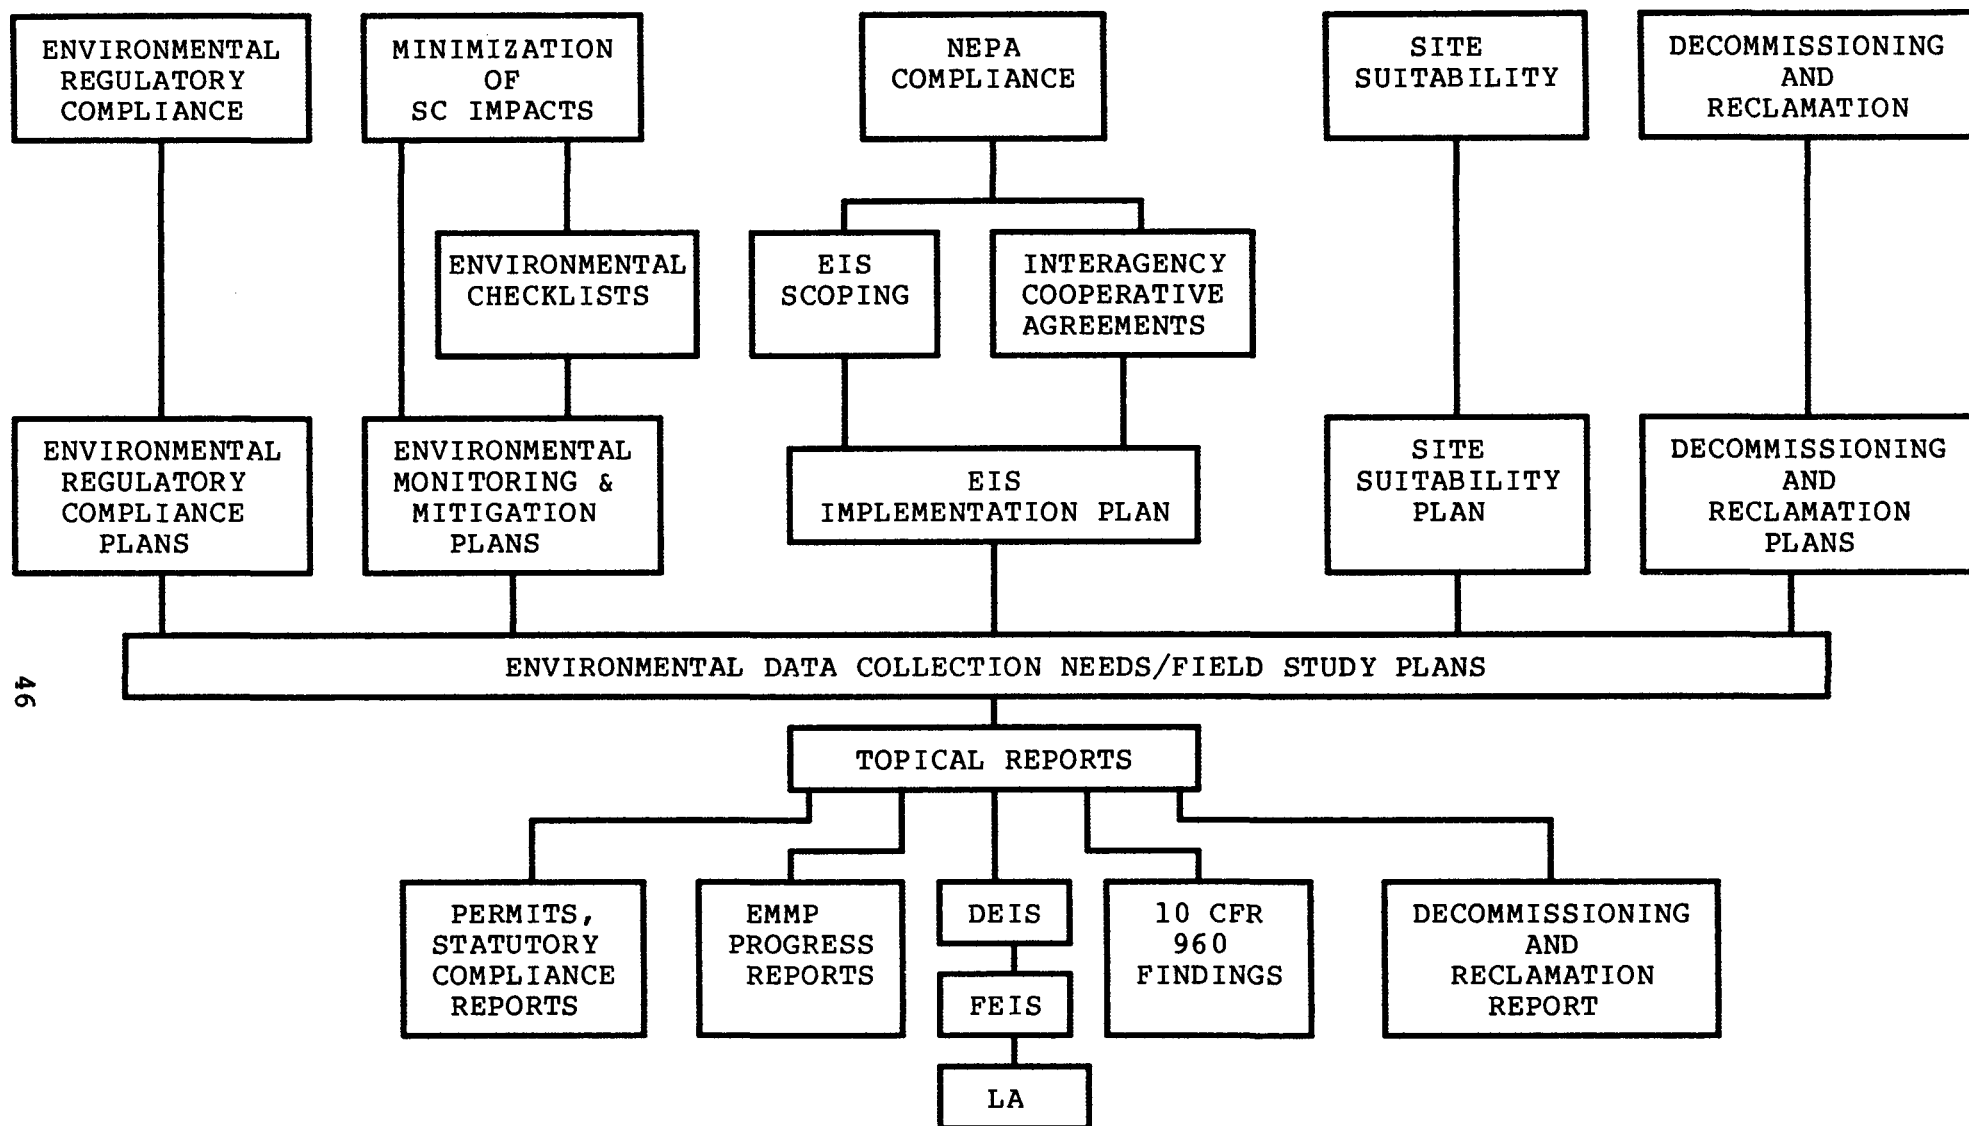 ENVIRONMENTAL
REGULATORY
COMPLIANCE
MINIMIZATION
OF
SC IMPACTS
NEPA
COMPLIANCE
SITE
SUITABILITY
DECOMMISSIONING
AND
RECLAMATION
ENVIRONMENTAL
CHECKLISTS
EIS
SCOPING
INTERAGENCY
COOPERATIVE
AGREEMENTS
ENVIRONMENTAL
REGULATORY
COMPLIANCE
PLANS
ENVIRONMENTAL
MONITORING &
MITIGATION
PLANS
EIS
IMPLEMENTATION PLAN
SITE
SUITABILITY
PLAN
DECOMMISSIONING
AND
RECLAMATION
PLANS
ENVIRONMENTAL DATA COLLECTION NEEDS/FIELD STUDY PLANS
TOPICAL REPORTS
PERMITS,
STATUTORY
COMPLIANCE
REPORTS
EMMP
PROGRESS
REPORTS
DEIS
FEIS
LA
10 CFR
960
FINDINGS
DECOMMISSIONING
AND
RECLAMATION
REPORT
46